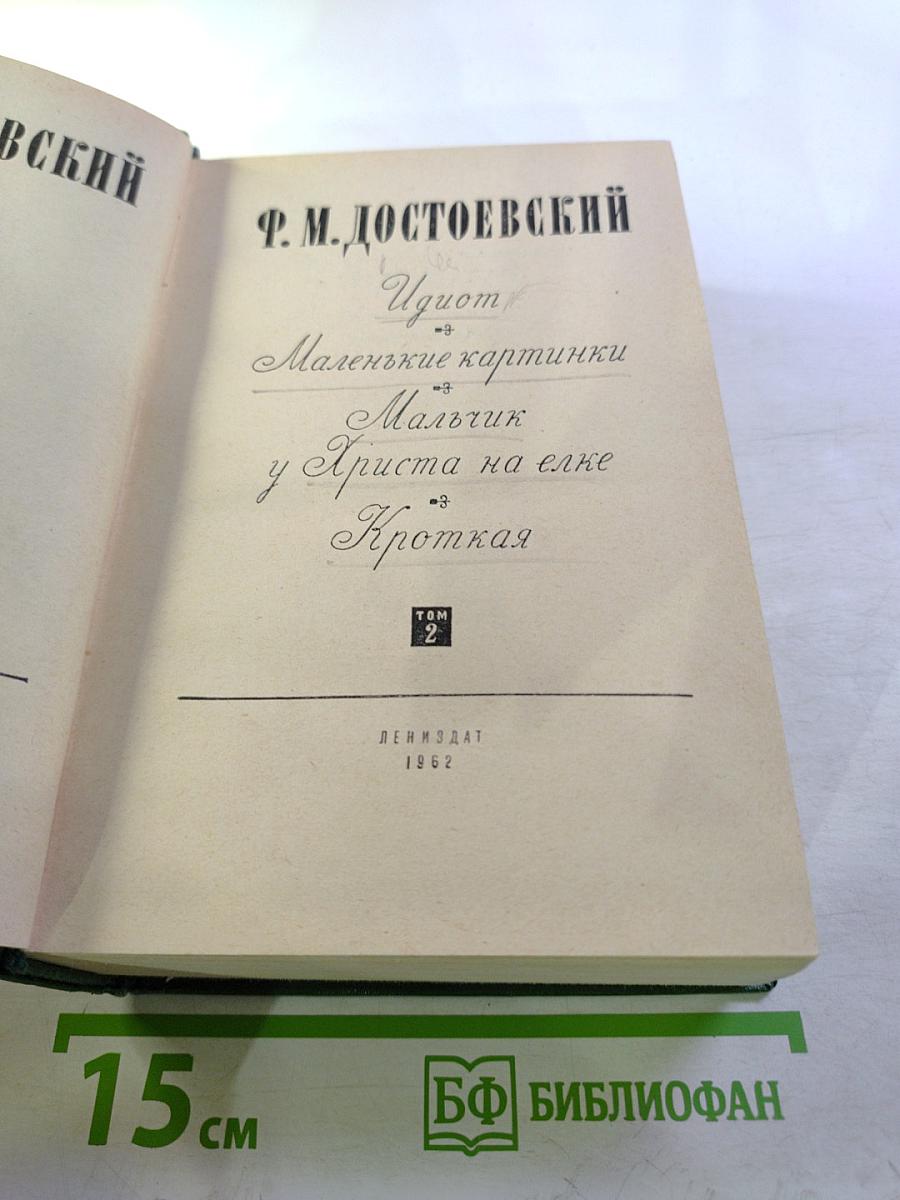 ВСКИЙ
Ф. М. ДОСТОЕВСКИЙ
Идиот
Маленькие картинки
Мальчик
у Христа на елке
Кроткая
ТОМ
2
ЛЕНИЗДАТ
1962
15 см
БФ БИБЛИОФАН